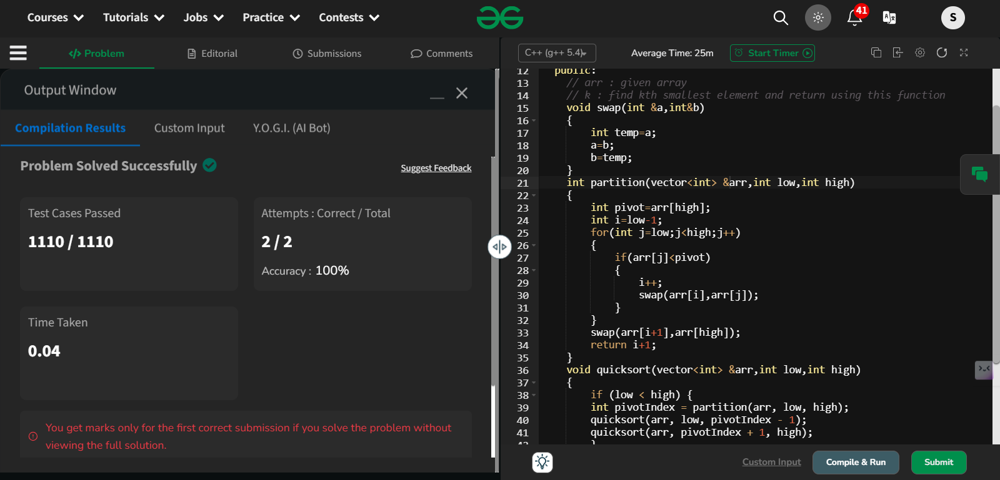 Courses Tutorials Jobs Practice Contests 41 S
Problem Editorial Submissions Comments
C++ (g++ 5.4) Average Time: 25m Start Timer
Output Window
Compilation Results Custom Input Y.O.G.I. (AI Bot)
Problem Solved Successfully
Suggest Feedback
Test Cases Passed
1110 / 1110
Attempts : Correct / Total
2 / 2
Accuracy : 100%
Time Taken
0.04
You get marks only for the first correct submission if you solve the problem without
viewing the full solution.
12 public:
13 // arr : given array
14 // k : find kth smallest element and return using this function
15 void swap(int &a,int&b)
16 {
17 int temp=a;
18 a=b;
19 b=temp;
20 }
21 int partition(vector<int> &arr,int low,int high)
22 {
23 int pivot=arr[high];
24 int i=low-1;
25 for(int j=low;j<high;j++)
26 {
27 if(arr[j]<pivot)
28 {
29 i++;
30 swap(arr[i],arr[j]);
31 }
32 }
33 swap(arr[i+1],arr[high]);
34 return i+1;
35 }
36 void quicksort(vector<int> &arr,int low,int high)
37 {
38 if (low < high) {
39 int pivotIndex = partition(arr, low, high);
40 quicksort(arr, low, pivotIndex - 1);
41 quicksort(arr, pivotIndex + 1, high);
42 }
Custom Input Compile & Run Submit